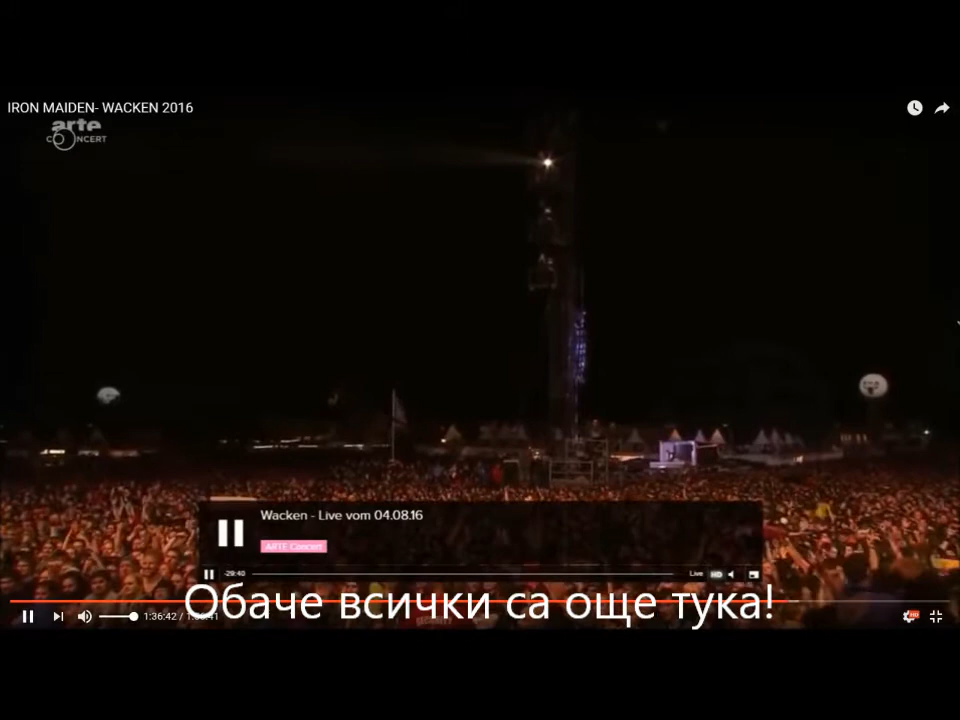 IRON MAIDEN- WACKEN 2016
arte
CONCERT
Wacken - Live vom 04.08.16
ARTE Concert
-29:40
Live HD
Обаче всички са още тука!
1:36:42 /
HD